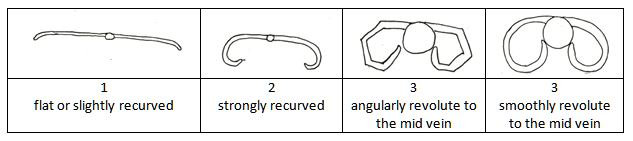 1
flat or slightly recurved
2
strongly recurved
3
angularly revolute to
the mid vein
3
smoothly revolute
to the mid vein